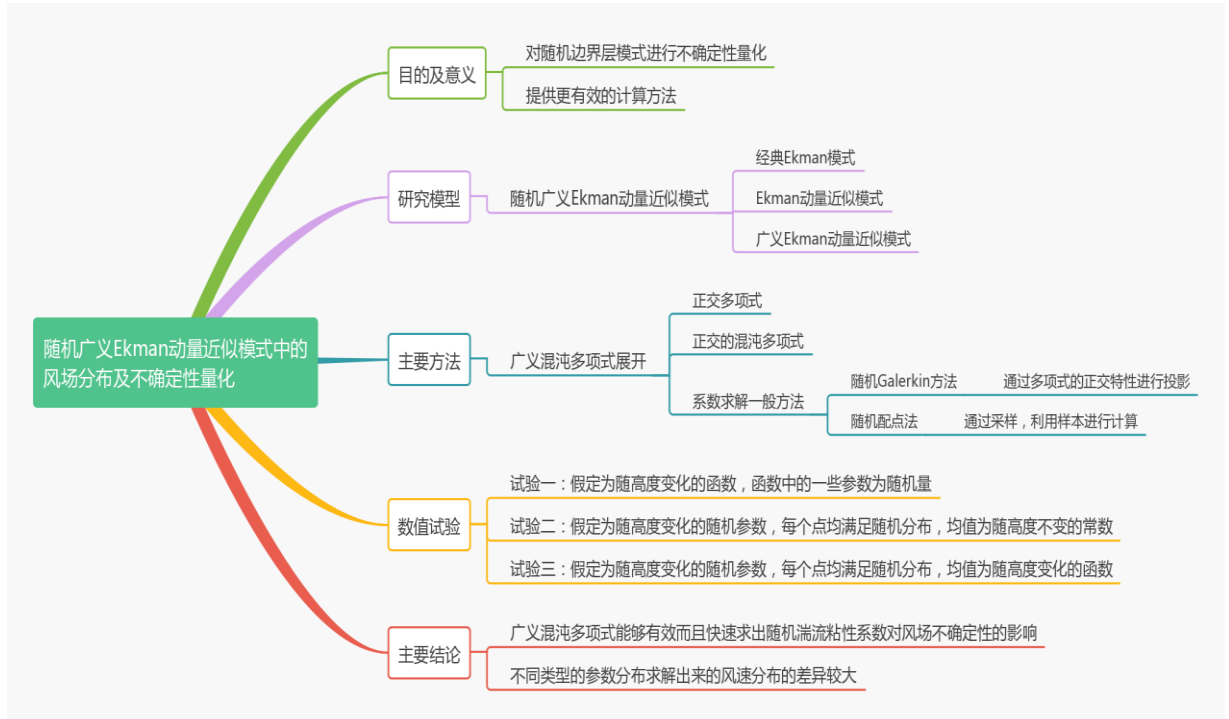 随机广义Ekman动量近似模式中的
风场分布及不确定性量化
目的及意义
对随机边界层模式进行不确定性量化
提供更有效的计算方法
研究模型
随机广义Ekman动量近似模式
经典Ekman模式
Ekman动量近似模式
广义Ekman动量近似模式
主要方法
广义混沌多项式展开
正交多项式
正交的混沌多项式
系数求解一般方法
随机Galerkin方法
通过多项式的正交特性进行投影
随机配点法
通过采样，利用样本进行计算
数值试验
试验一：假定为随高度变化的函数，函数中的一些参数为随机量
试验二：假定为随高度变化的随机参数，每个点均满足随机分布，均值为随高度不变的常数
试验三：假定为随高度变化的随机参数，每个点均满足随机分布，均值为随高度变化的函数
主要结论
广义混沌多项式能够有效而且快速求出随机湍流粘性系数对风场不确定性的影响
不同类型的参数分布求解出来的风速分布的差异较大